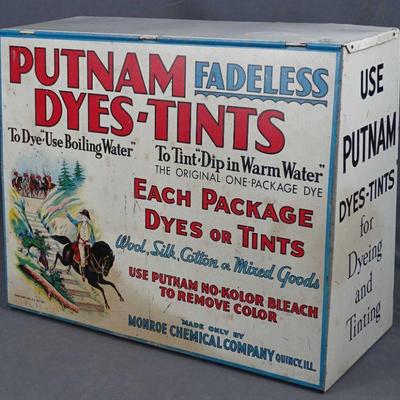 PUTNAM FADELESS
DYES-TINTS
To Dye "Use Boiling Water"
To Tint "Dip in Warm Water"
THE ORIGINAL ONE-PACKAGE DYE
EACH PACKAGE
DYES OR TINTS
Wool, Silk, Cotton or Mixed Goods
USE PUTNAM NO-KOLOR BLEACH
TO REMOVE COLOR
MADE ONLY BY
MONROE CHEMICAL COMPANY QUINCY, ILL.
USE
PUTNAM
DYES-TINTS
for
Dyeing
and
Tinting